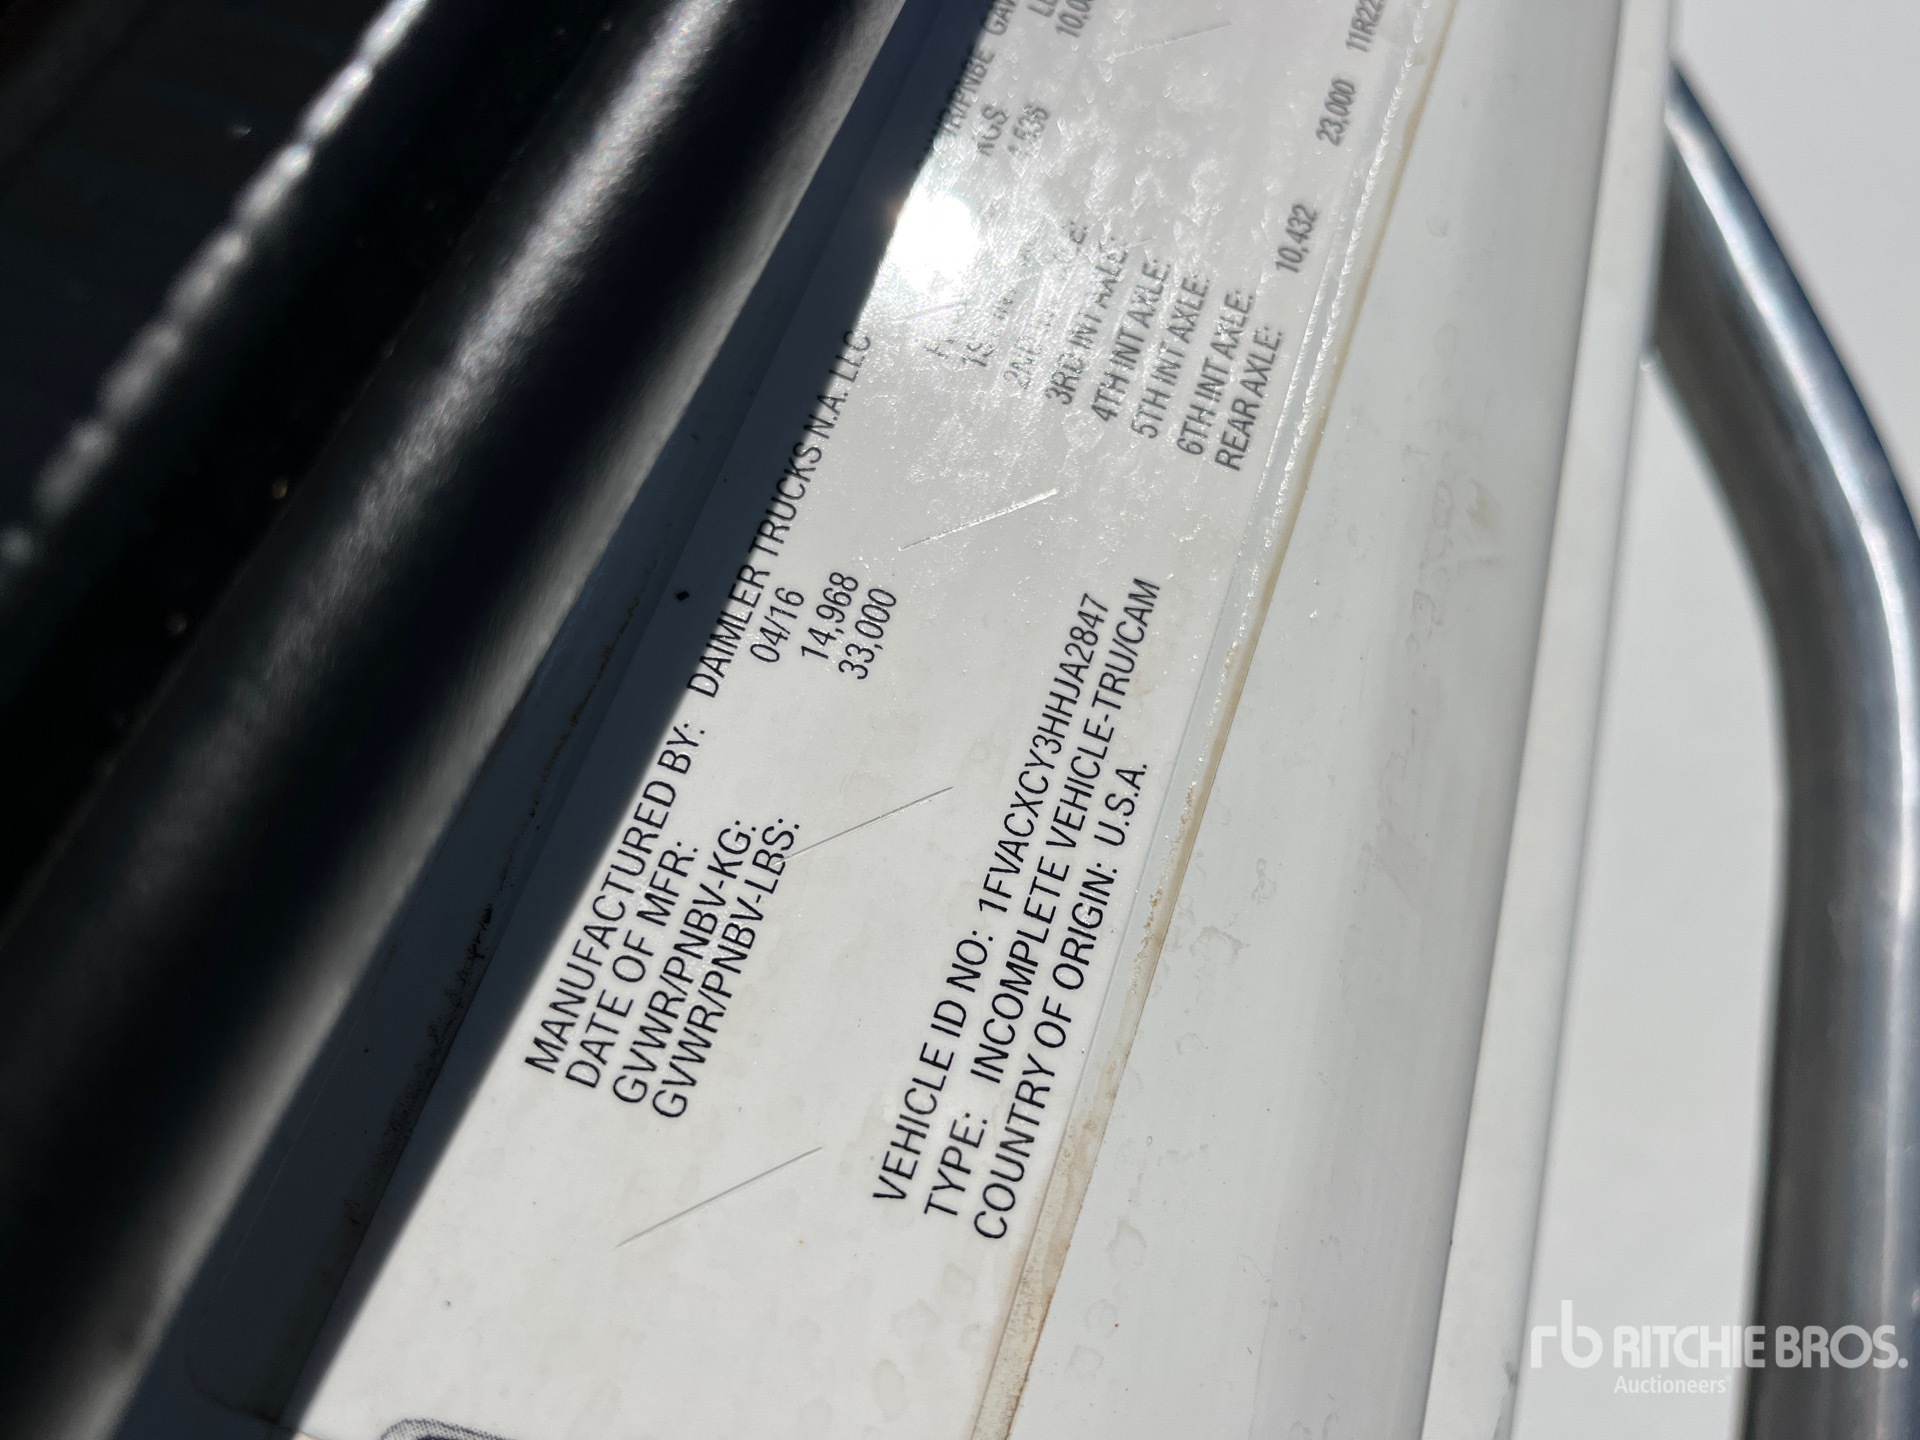 MANUFACTURED BY: DAIMLER TRUCKS N.A. LLC
DATE OF MFR: 04/16
GVWR/PNBV-KG: 14,968
GVWR/PNBV-LBS: 33,000
VEHICLE ID NO: 1FVACXCY3HHJA2847
TYPE: INCOMPLETE VEHICLE-TRU/CAM
COUNTRY OF ORIGIN: U.S.A.
KGS
3RD INT AXLE:
4TH INT AXLE:
5TH INT AXLE:
6TH INT AXLE:
REAR AXLE: 10,432 23,000
rb RITCHIE BROS.
Auctioneers